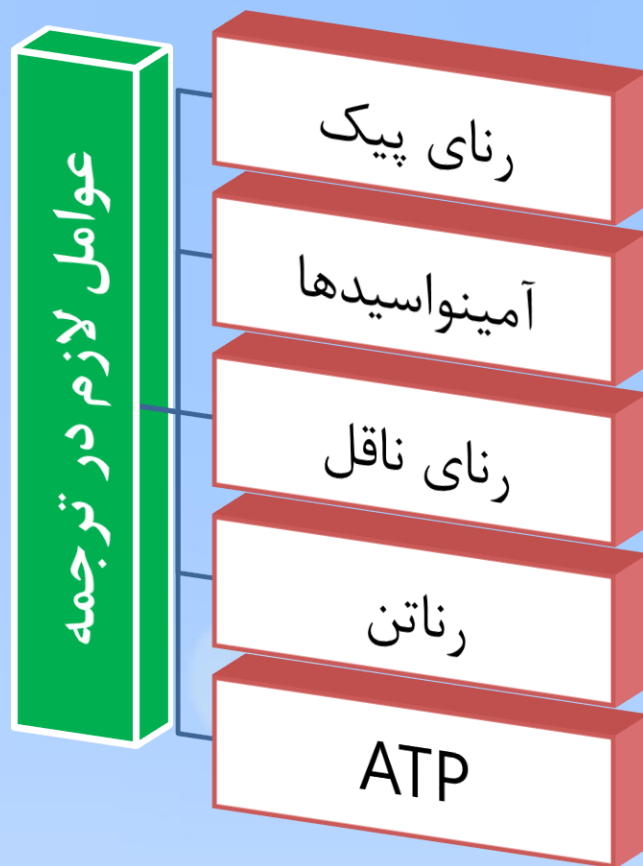 عوامل لازم در ترجمه
رنای پیک
آمینواسیدها
رنای ناقل
رناتن
ATP